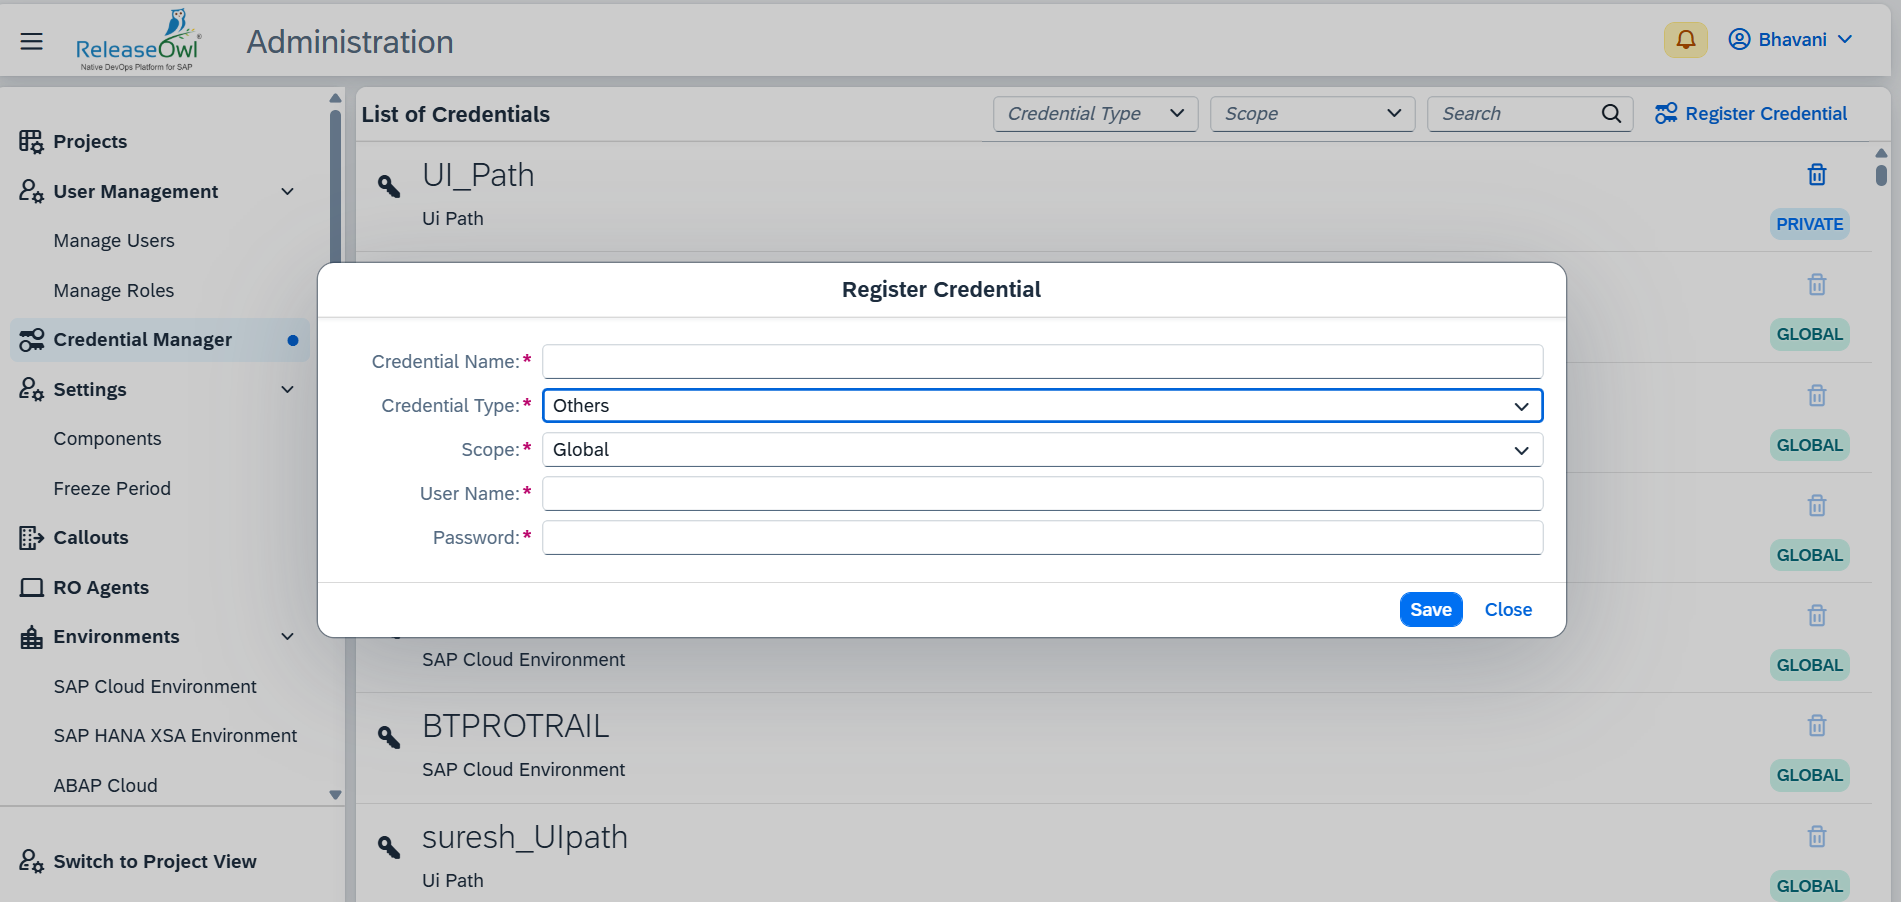 ReleaseOwl
Native DevOps Platform for SAP
Administration
Bhavani
Projects
User Management
Manage Users
Manage Roles
Credential Manager
Settings
Components
Freeze Period
Callouts
RO Agents
Environments
SAP Cloud Environment
SAP HANA XSA Environment
ABAP Cloud
Switch to Project View
List of Credentials
Credential Type
Scope
Search
Register Credential
UI_Path
Ui Path
PRIVATE
GLOBAL
GLOBAL
GLOBAL
Register Credential
Credential Name:*
Credential Type:* Others
Scope:* Global
User Name:*
Password:*
Save Close
SAP Cloud Environment
GLOBAL
BTPROTRAIL
SAP Cloud Environment
GLOBAL
suresh_UIpath
Ui Path
GLOBAL